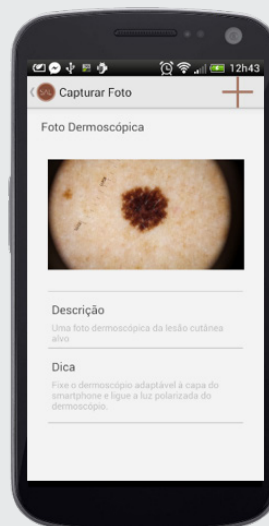 12h43
Capturar Foto
Foto Dermoscópica
Descrição
Uma foto dermoscópica da lesão cutânea
alvo.
Dica
Fixe o dermoscópio adaptável à capa do
smartphone e ligue a luz polarizada do
dermoscópio.